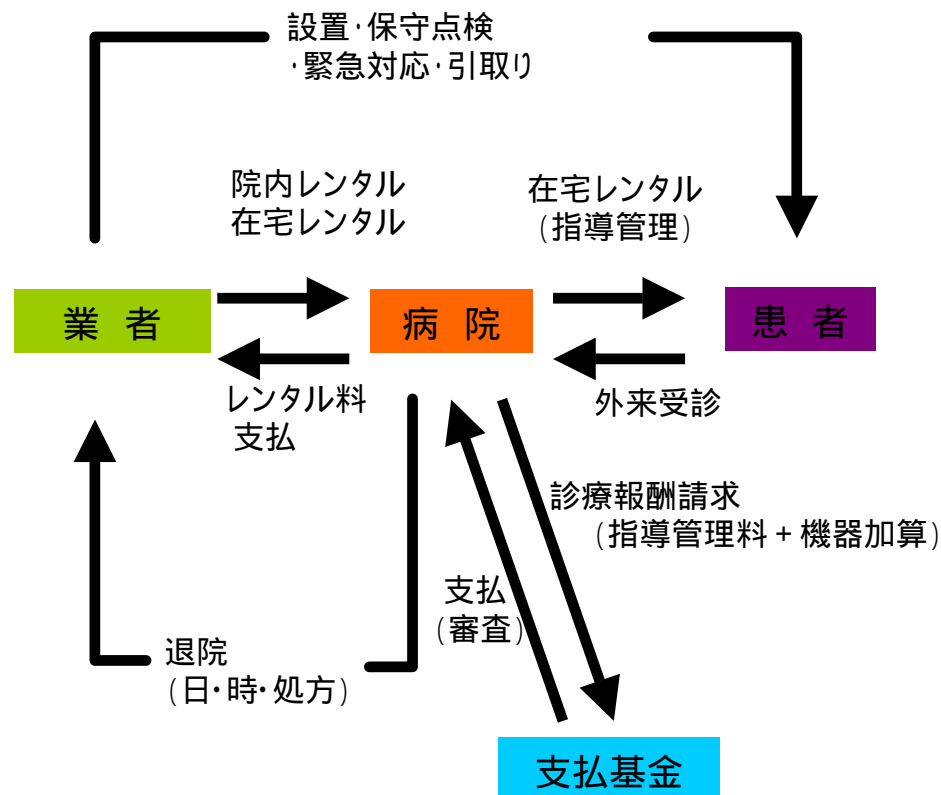 設置・保守点検
・緊急対応・引取り
院内レンタル
在宅レンタル
在宅レンタル
(指導管理)
業 者
病 院
患 者
レンタル料
支払
外来受診
診療報酬請求
(指導管理料+機器加算)
支払
(審査)
退院
(日・時・処方)
支払基金